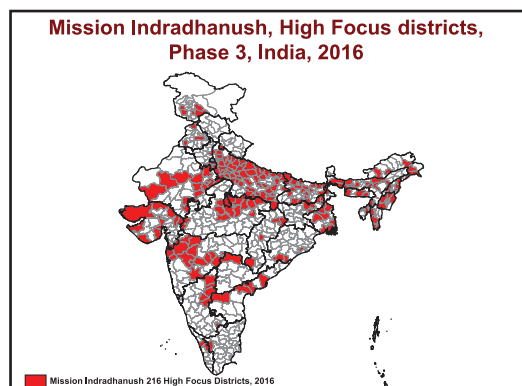 Mission Indradhanush, High Focus districts,
Phase 3, India, 2016
Mission Indradhanush 216 High Focus Districts, 2016